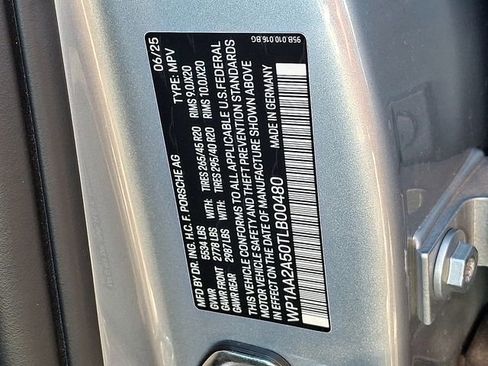 95B.010.016.BG
06/25 TYPE: MPV
MFD. BY DR. ING. H.C. F. PORSCHE AG
GVWR 5534 LBS
GAWR FRONT 2778 LBS WITH: TIRES 265/45 R20 RIMS 9.0JX20
GAWR REAR 2987 LBS WITH: TIRES 295/40 R20 RIMS 10.0JX20
VEHICLE CONFORMS TO ALL APPLICABLE U.S. FEDERAL
MOTOR VEHICLE SAFETY AND THEFT PREVENTION STANDARDS
IN EFFECT ON THE DATE OF MANUFACTURE SHOWN ABOVE
WP1AA2A50TLB00480 MADE IN GERMANY